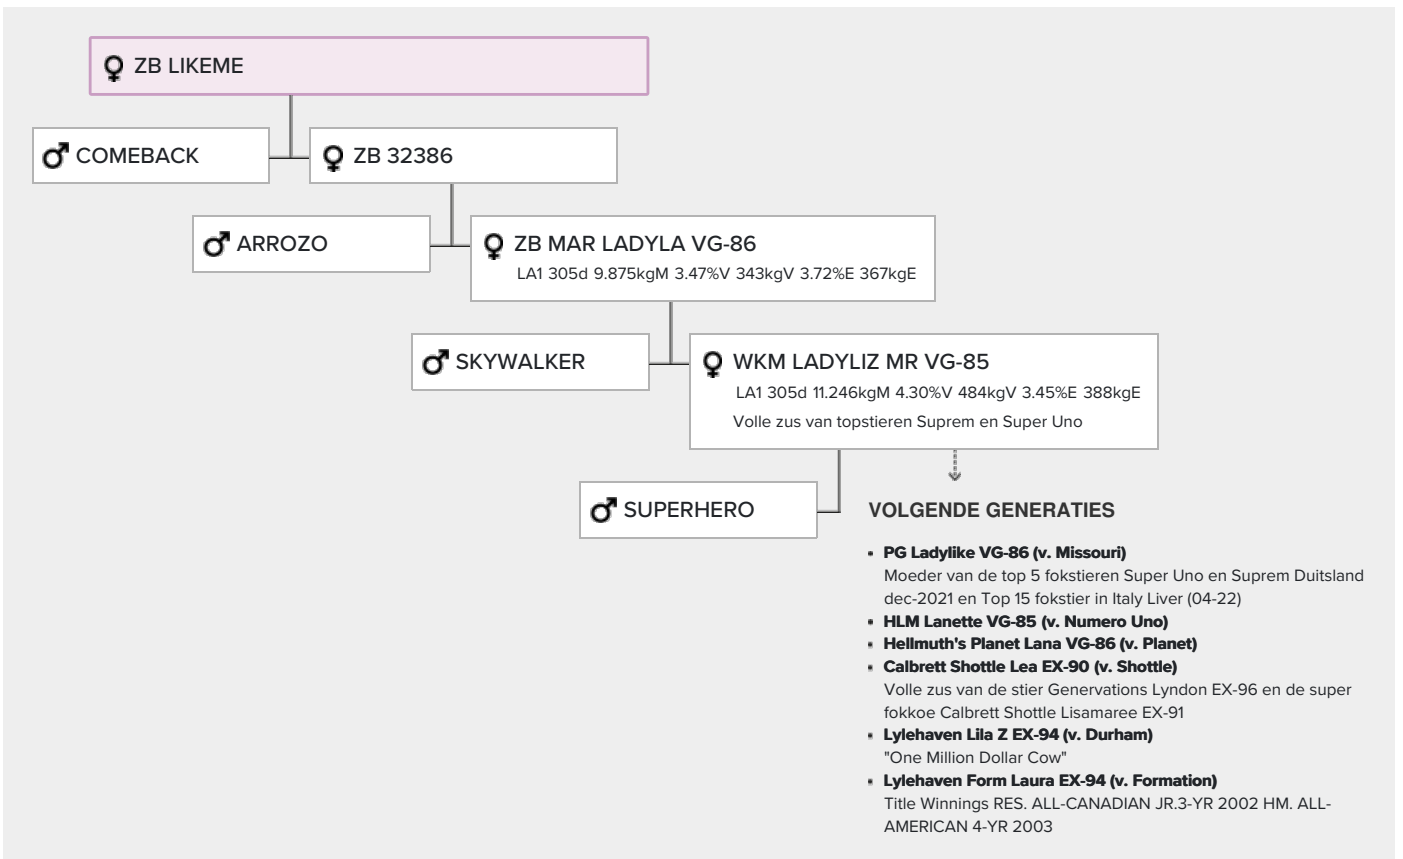 ZB LIKEME
COMEBACK
ZB 32386
ARROZO
ZB MAR LADYLA VG-86
LA1 305d 9.875kgM 3.47%V 343kgV 3.72%E 367kgE
SKYWALKER
WKM LADYLIZ MR VG-85
LA1 305d 11.246kgM 4.30%V 484kgV 3.45%E 388kgE
Volle zus van topstieren Suprem en Super Uno
SUPERHERO
VOLGENDE GENERATIES
• PG Ladylike VG-86 (v. Missouri)
Moeder van de top 5 fokstieren Super Uno en Suprem Duitsland
dec-2021 en Top 15 fokstier in Italy Liver (04-22)
• HLM Lanette VG-85 (v. Numero Uno)
• Hellmuth's Planet Lana VG-86 (v. Planet)
• Calbrett Shottle Lea EX-90 (v. Shottle)
Volle zus van de stier Genervations Lyndon EX-96 en de super
fokkoe Calbrett Shottle Lisamaree EX-91
• Lylehaven Lila Z EX-94 (v. Durham)
"One Million Dollar Cow"
• Lylehaven Form Laura EX-94 (v. Formation)
Title Winnings RES. ALL-CANADIAN JR.3-YR 2002 HM. ALL-
AMERICAN 4-YR 2003